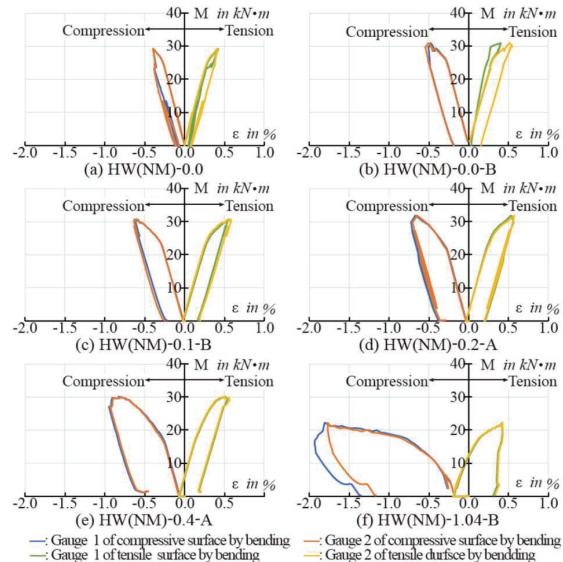 40 M in kN•m
Compression Tension
30
20
10
ε in %
-2.0 -1.5 -1.0 -0.5 0 0.0 0.5 1.0
(a) HW(NM)-0.0
40 M in kN•m
Compression Tension
30
20
10
ε in %
-2.0 -1.5 -1.0 -0.5 0 0.0 0.5 1.0
(b) HW(NM)-0.0-B
40 M in kN•m
Compression Tension
30
20
10
ε in %
-2.0 -1.5 -1.0 -0.5 0 0.0 0.5 1.0
(c) HW(NM)-0.1-B
40 M in kN•m
Compression Tension
30
20
10
ε in %
-2.0 -1.5 -1.0 -0.5 0 0.0 0.5 1.0
(d) HW(NM)-0.2-A
40 M in kN•m
Compression Tension
30
20
10
ε in %
-2.0 -1.5 -1.0 -0.5 0 0.0 0.5 1.0
(e) HW(NM)-0.4-A
40 M in kN•m
Compression Tension
30
20
10
ε in %
-2.0 -1.5 -1.0 -0.5 0 0.0 0.5 1.0
(f) HW(NM)-1.04-B
: Gauge 1 of compressive surface by bending : Gauge 2 of compressive surface by bending
: Gauge 1 of tensile surface by bending : Gauge 2 of tensile durfsce by bendding